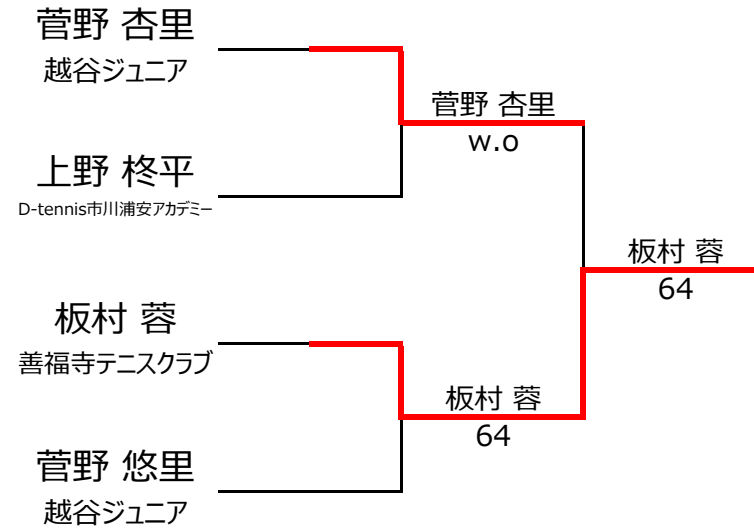 菅野 杏里
越谷ジュニア
菅野 杏里
w.o
上野 柊平
D-tennis市川浦安アカデミー
板村 蓉
64
板村 蓉
善福寺テニスクラブ
板村 蓉
64
菅野 悠里
越谷ジュニア